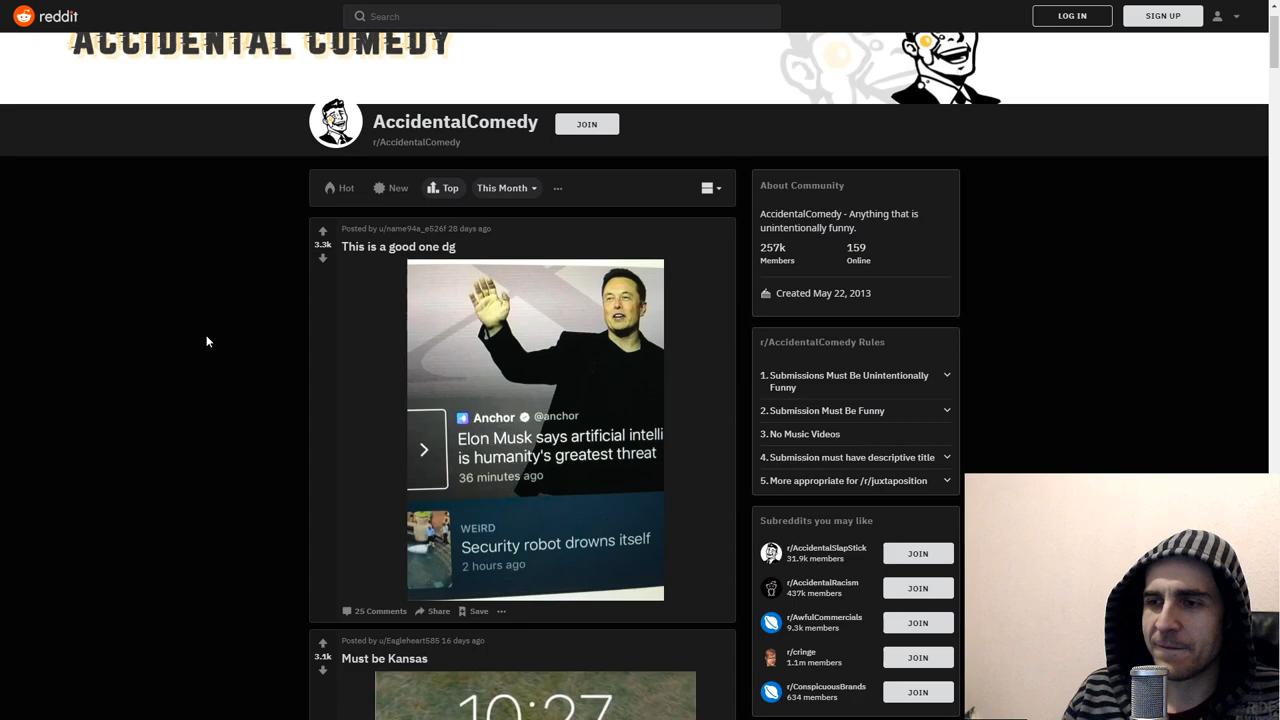 reddit
Search
LOG IN
SIGN UP
ACCIDENTAL COMEDY
AccidentalComedy
JOIN
r/AccidentalComedy
Hot
New
Top
This Month
Posted by u/name94a_e526f 28 days ago
3.3k
This is a good one dg
Anchor @anchor
Elon Musk says artificial intelli
is humanity's greatest threat
36 minutes ago
WEIRD
Security robot drowns itself
2 hours ago
25 Comments
Share
Save
Posted by u/Eagleheart585 16 days ago
3.1k
Must be Kansas
10:27
About Community
AccidentalComedy - Anything that is
unintentionally funny.
257k
159
Members
Online
Created May 22, 2013
r/AccidentalComedy Rules
1. Submissions Must Be Unintentionally
Funny
2. Submission Must Be Funny
3. No Music Videos
4. Submission must have descriptive title
5. More appropriate for /r/juxtaposition
Subreddits you may like
r/AccidentalSlapStick
31.9k members
JOIN
r/AccidentalRacism
437k members
JOIN
r/AwfulCommercials
9.3k members
JOIN
r/cringe
1.1m members
JOIN
r/ConspicuousBrands
634 members
JOIN